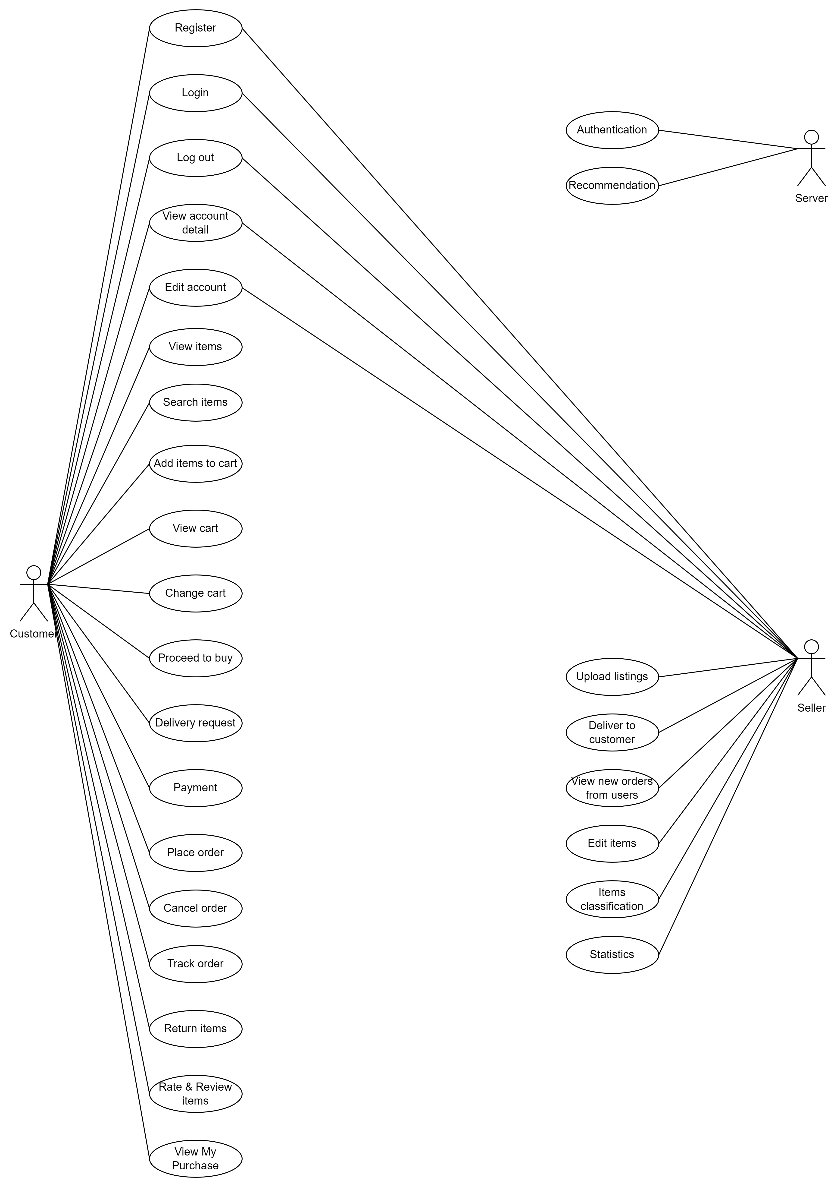 Register
Login
Log out
View account
detail
Edit account
View items
Search items
Add items to cart
View cart
Change cart
Proceed to buy
Delivery request
Payment
Place order
Cancel order
Track order
Return items
Rate & Review
items
View My
Purchase
Customer
Authentication
Recommendation
Server
Upload listings
Deliver to
customer
View new orders
from users
Edit items
Items
classification
Statistics
Seller